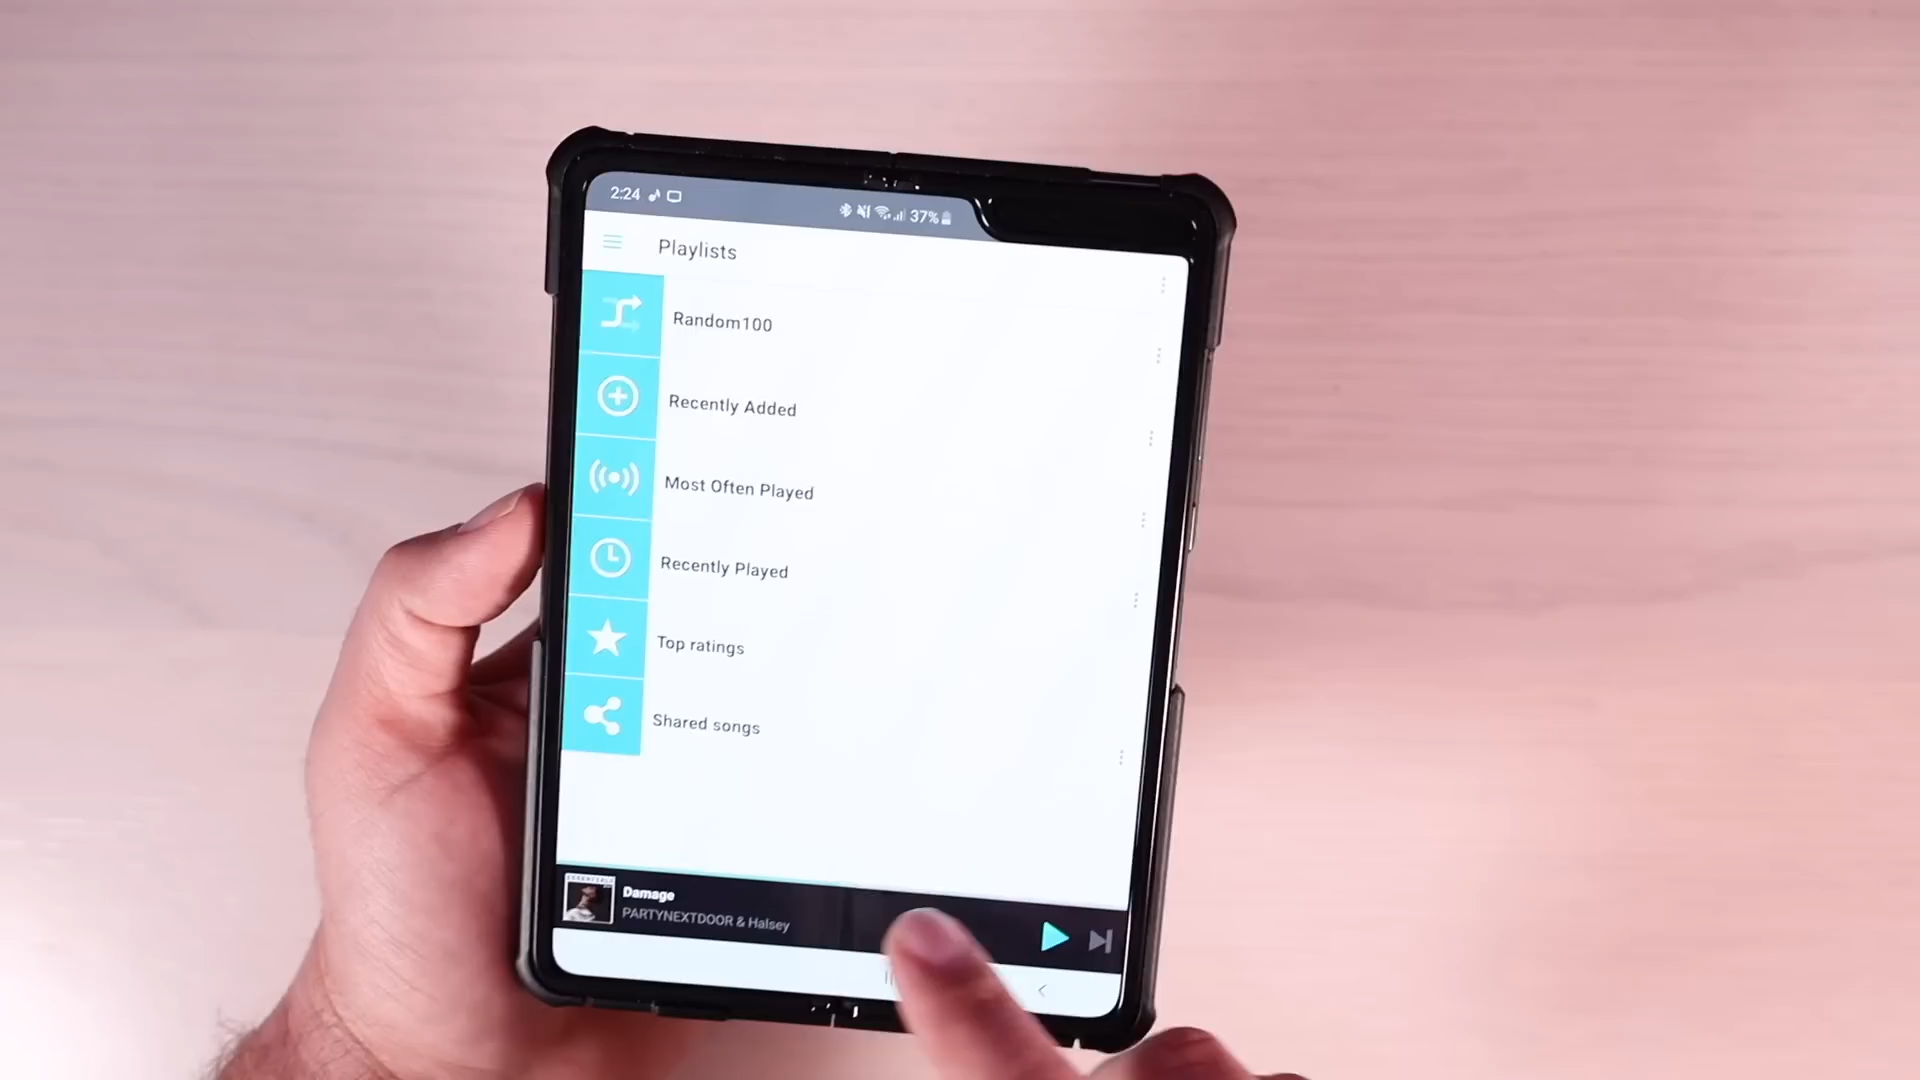 2:24
37%
Playlists
Random100
Recently Added
Most Often Played
Recently Played
Top ratings
Shared songs
ESSENTIALS
Damage
PARTYNEXTDOOR & Halsey